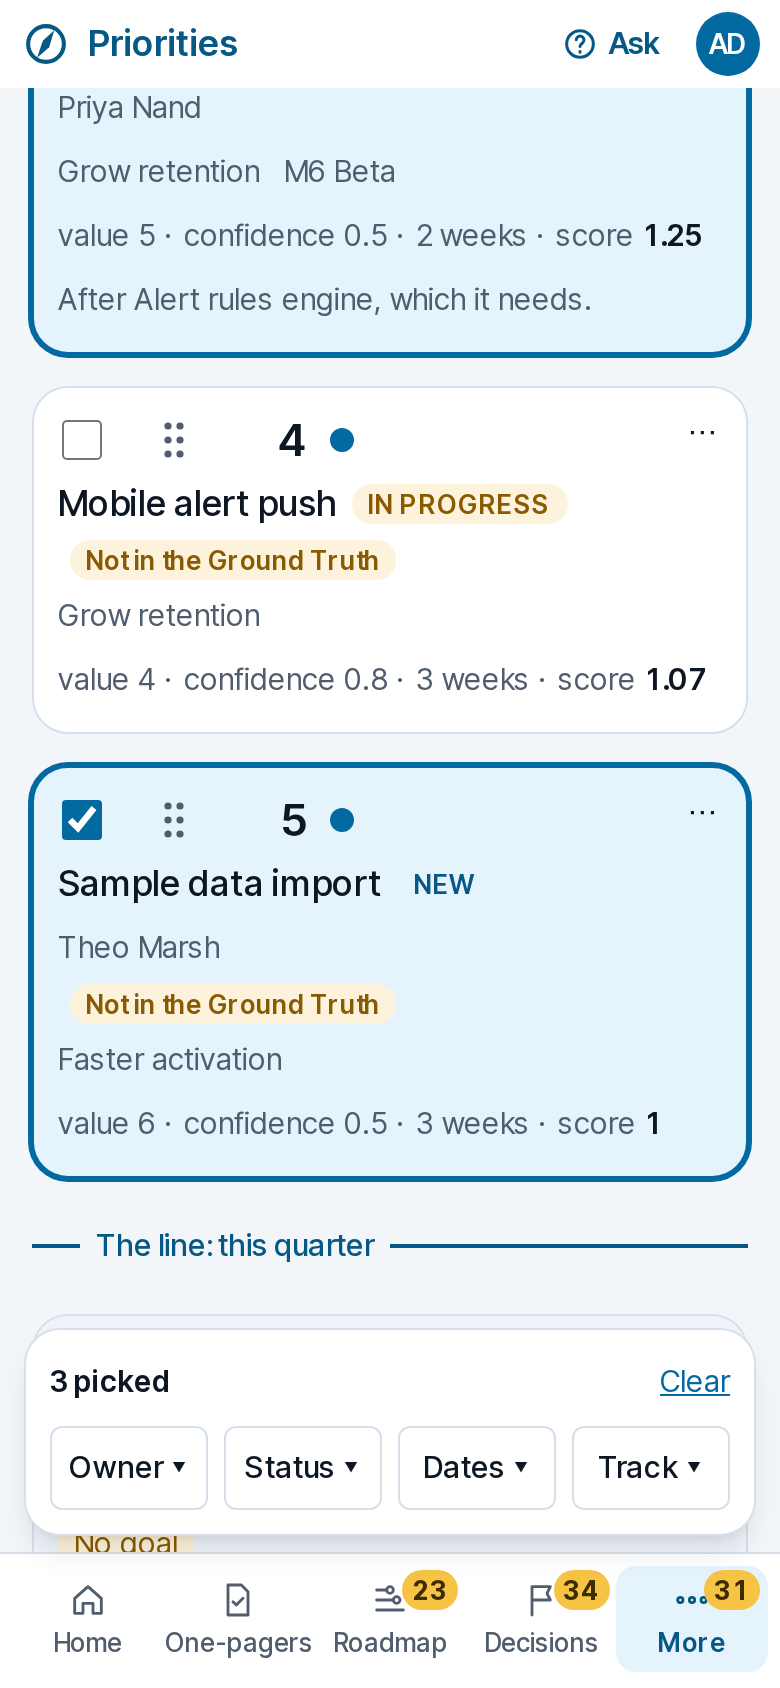 Priorities
Ask
AD
Priya Nand
Grow retention M6 Beta
value 5 · confidence 0.5 · 2 weeks · score 1.25
After Alert rules engine, which it needs.
4
...
Mobile alert push IN PROGRESS
Not in the Ground Truth
Grow retention
value 4 · confidence 0.8 · 3 weeks · score 1.07
5
...
Sample data import NEW
Theo Marsh
Not in the Ground Truth
Faster activation
value 6 · confidence 0.5 · 3 weeks · score 1
The line: this quarter
3 picked
Clear
Owner ▾
Status ▾
Dates ▾
Track ▾
No goal
23
34
31
Home
One-pagers
Roadmap
Decisions
More